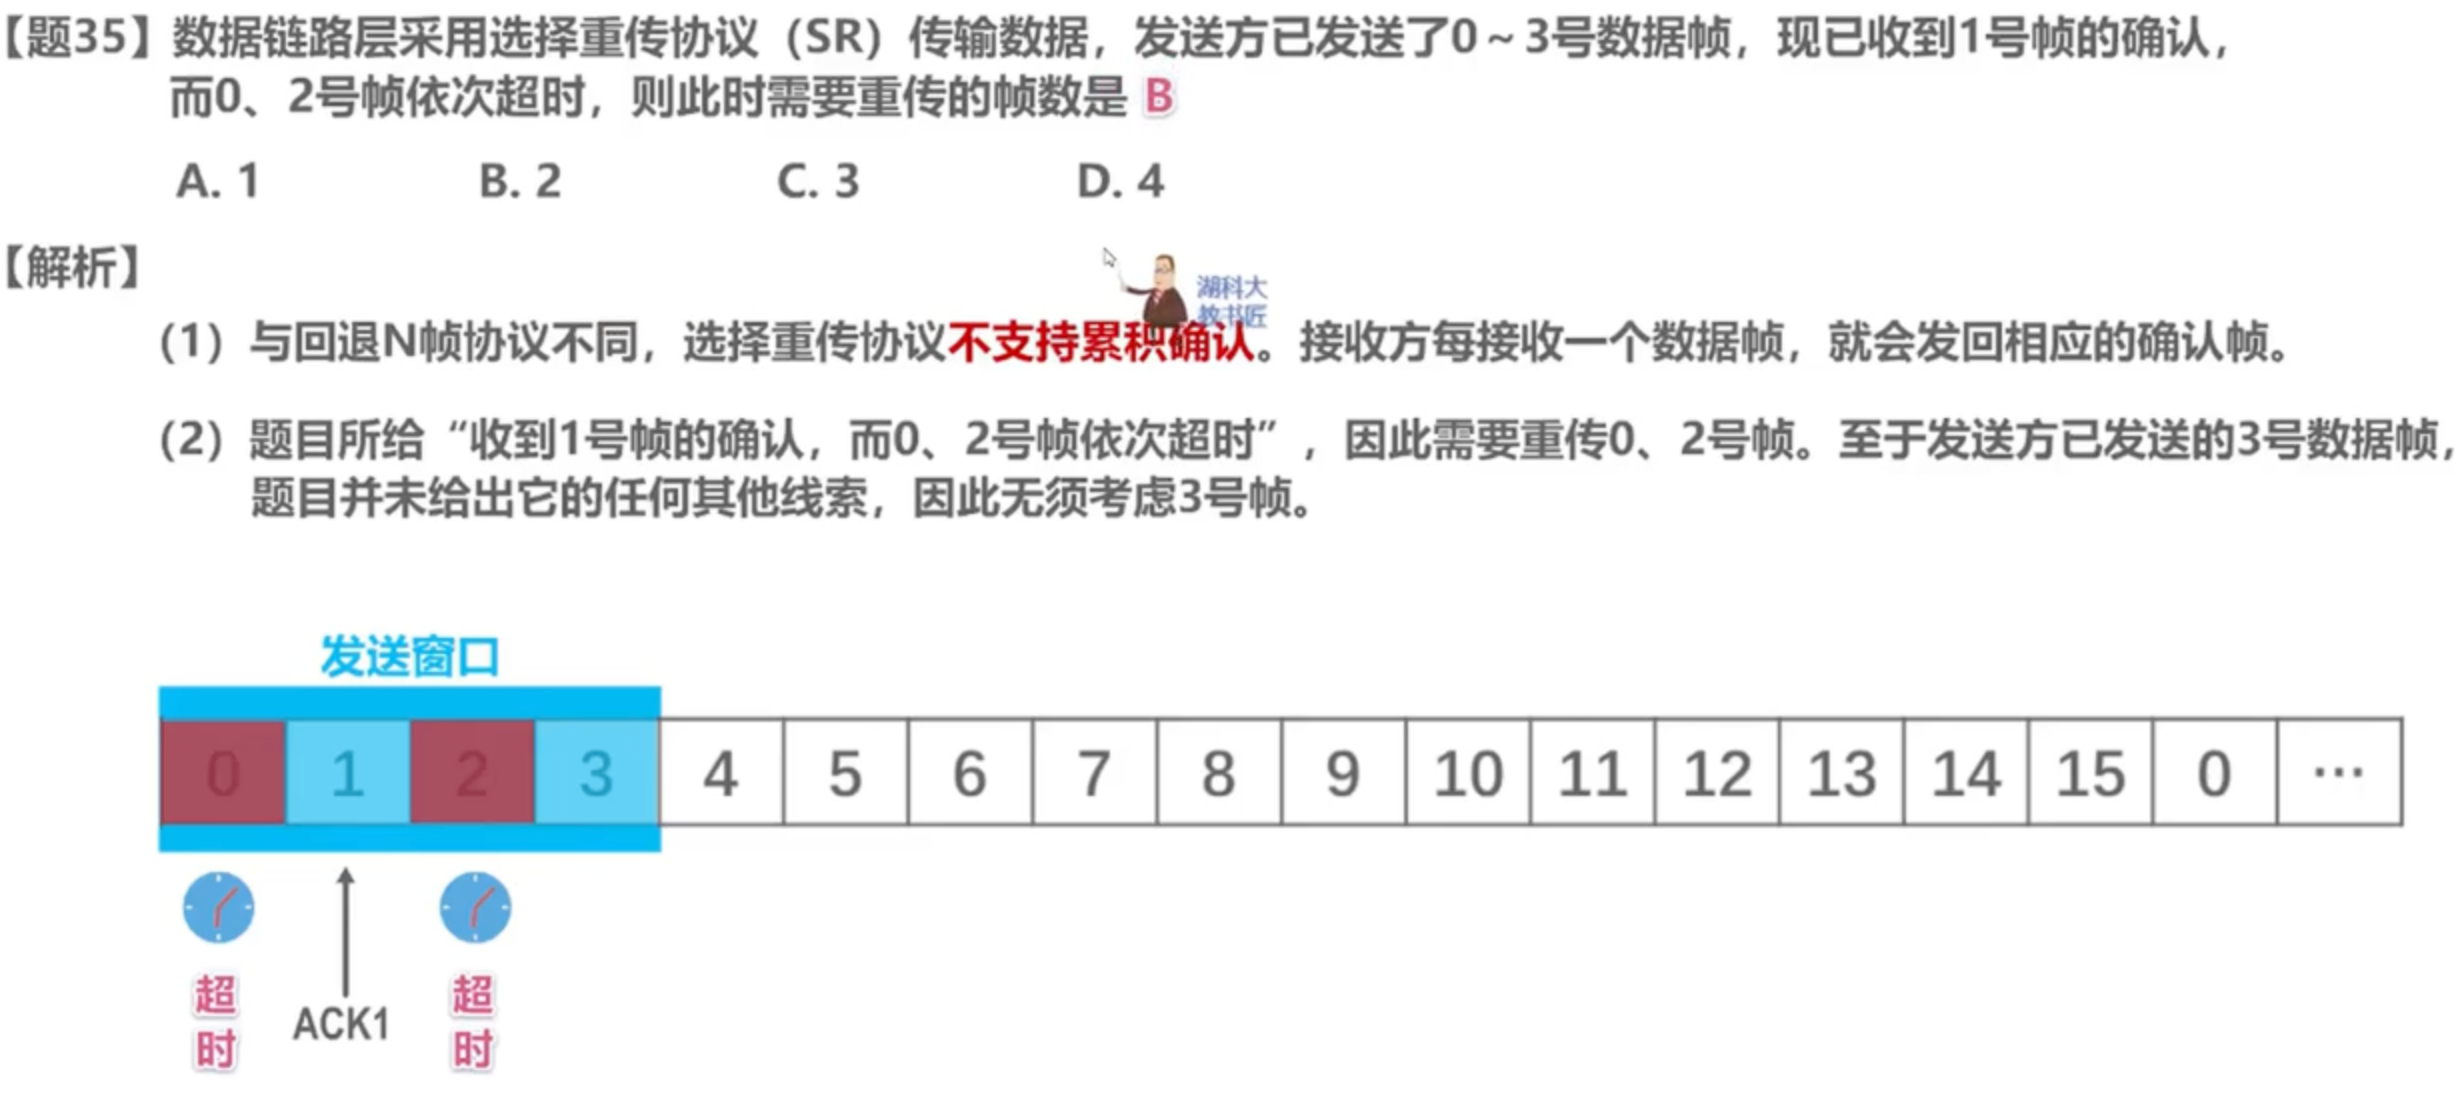 【题35】数据链路层采用选择重传协议（SR）传输数据，发送方已发送了0～3号数据帧，现已收到1号帧的确认，
而0、2号帧依次超时，则此时需要重传的帧数是 B
A. 1 B. 2 C. 3 D. 4
【解析】
湖科大
教书匠
（1）与回退N帧协议不同，选择重传协议不支持累积确认。接收方每接收一个数据帧，就会发回相应的确认帧。
（2）题目所给“收到1号帧的确认，而0、2号帧依次超时”，因此需要重传0、2号帧。至于发送方已发送的3号数据帧，
题目并未给出它的任何其他线索，因此无须考虑3号帧。
发送窗口
0 1 2 3 4 5 6 7 8 9 10 11 12 13 14 15 0 …
超时 ACK1 超时